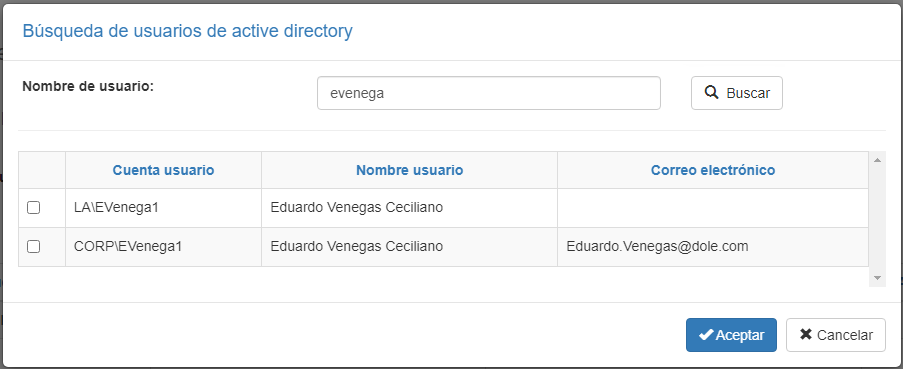 Búsqueda de usuarios de active directory
Nombre de usuario: evenega Buscar
Cuenta usuario Nombre usuario Correo electrónico
LA\EVenega1 Eduardo Venegas Ceciliano
CORP\EVenega1 Eduardo Venegas Ceciliano Eduardo.Venegas@dole.com
Aceptar Cancelar